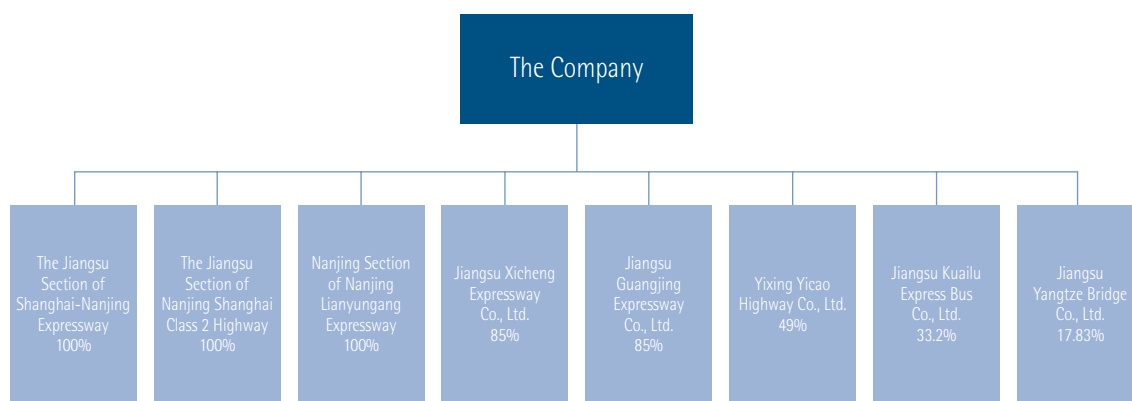 The Company
The Jiangsu
Section of
Shanghai-Nanjing
Expressway
100%
The Jiangsu
Section of
Nanjing Shanghai
Class 2 Highway
100%
Nanjing Section
of Nanjing
Lianyungang
Expressway
100%
Jiangsu Xicheng
Expressway
Co., Ltd.
85%
Jiangsu
Guangjing
Expressway
Co., Ltd.
85%
Yixing Yicao
Highway Co., Ltd.
49%
Jiangsu Kuailu
Express Bus
Co., Ltd.
33.2%
Jiangsu
Yangtze Bridge
Co., Ltd.
17.83%